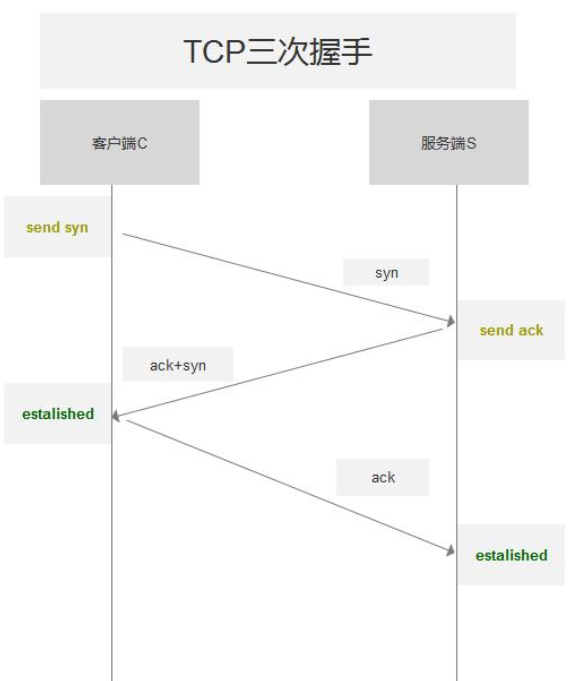 TCP三次握手
客户端C
服务端S
send syn
syn
send ack
ack+syn
estalished
ack
estalished